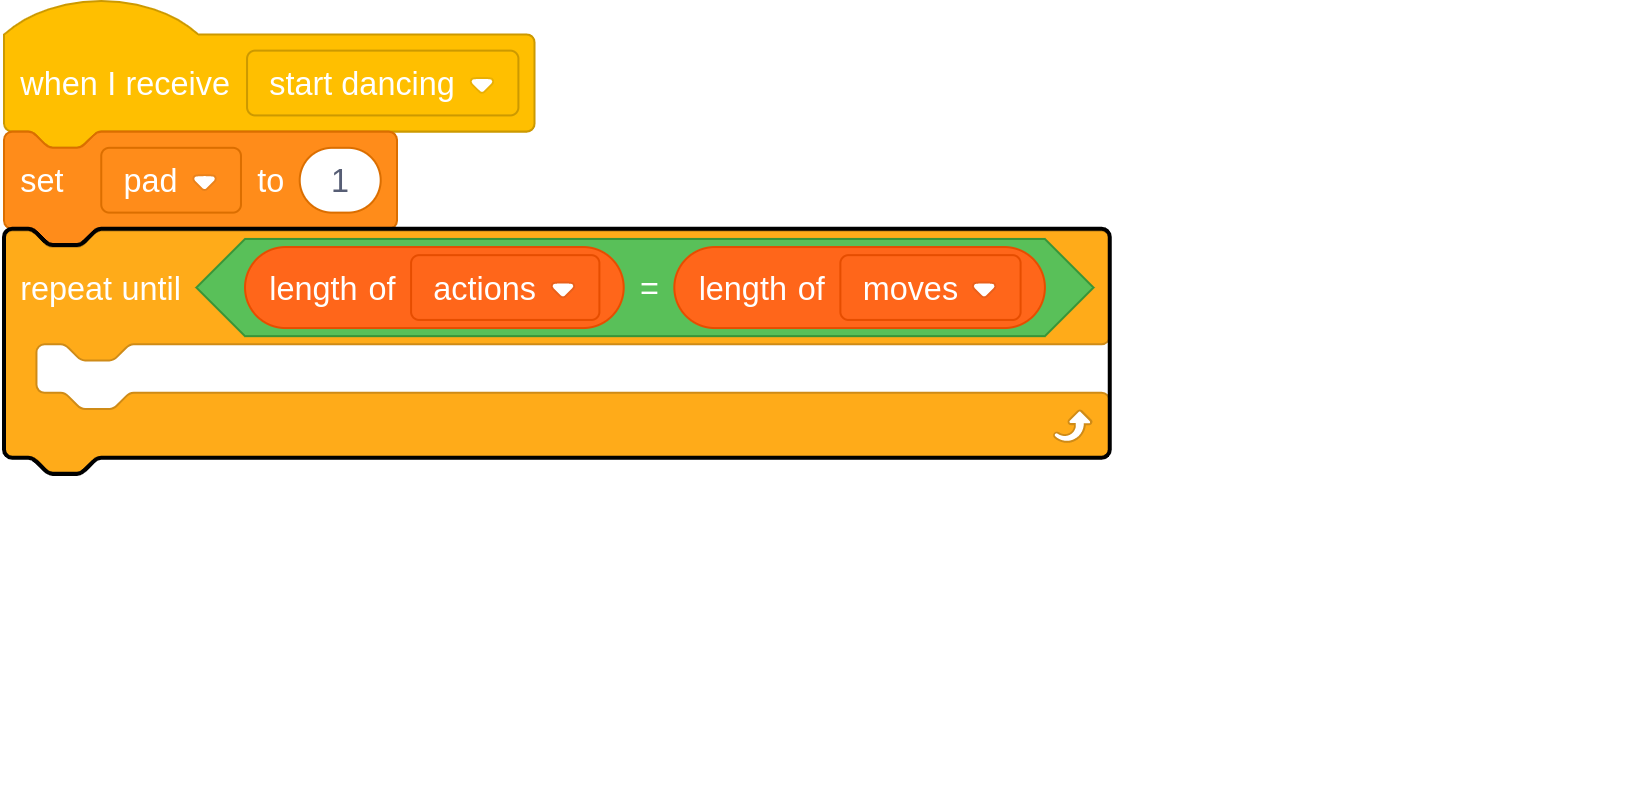 when I receive start dancing
set pad to 1
repeat until length of actions = length of moves